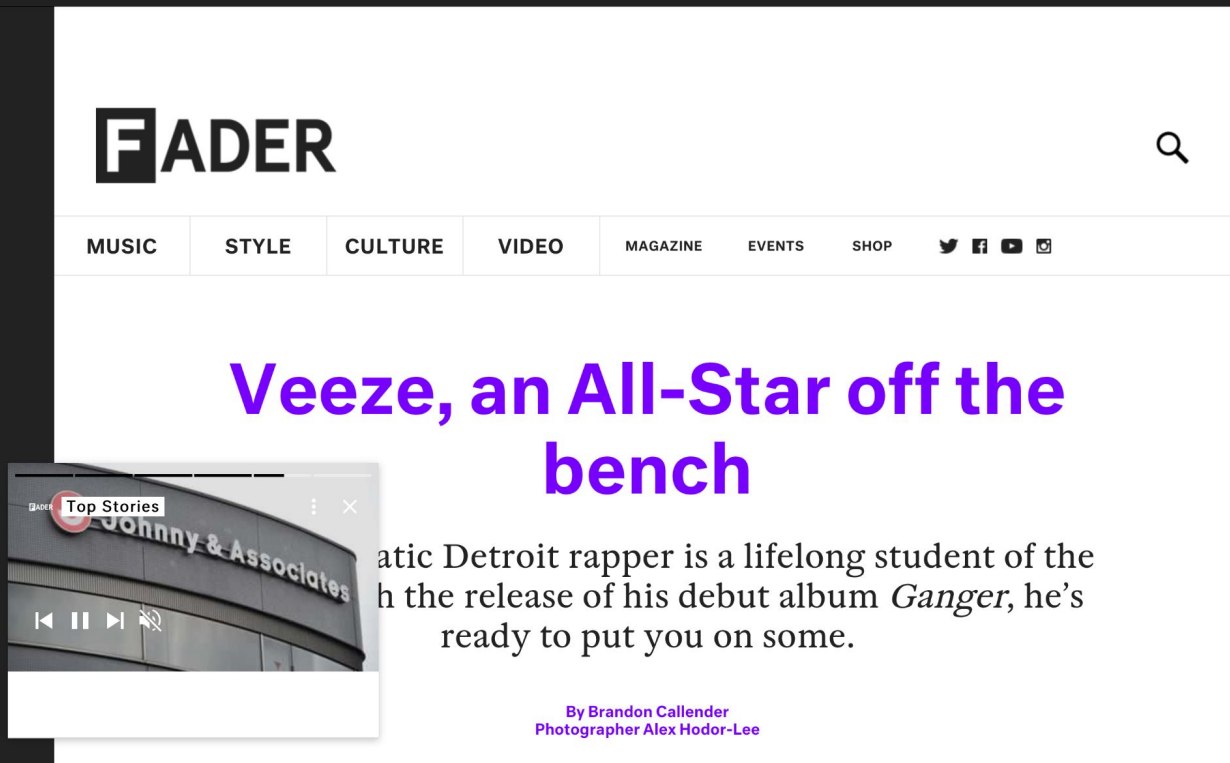 FADER
MUSIC STYLE CULTURE VIDEO MAGAZINE EVENTS SHOP
Veeze, an All-Star off the
bench
FADER Top Stories
Johnny & Associates
atic Detroit rapper is a lifelong student of the
h the release of his debut album Ganger, he’s
ready to put you on some.
By Brandon Callender
Photographer Alex Hodor-Lee